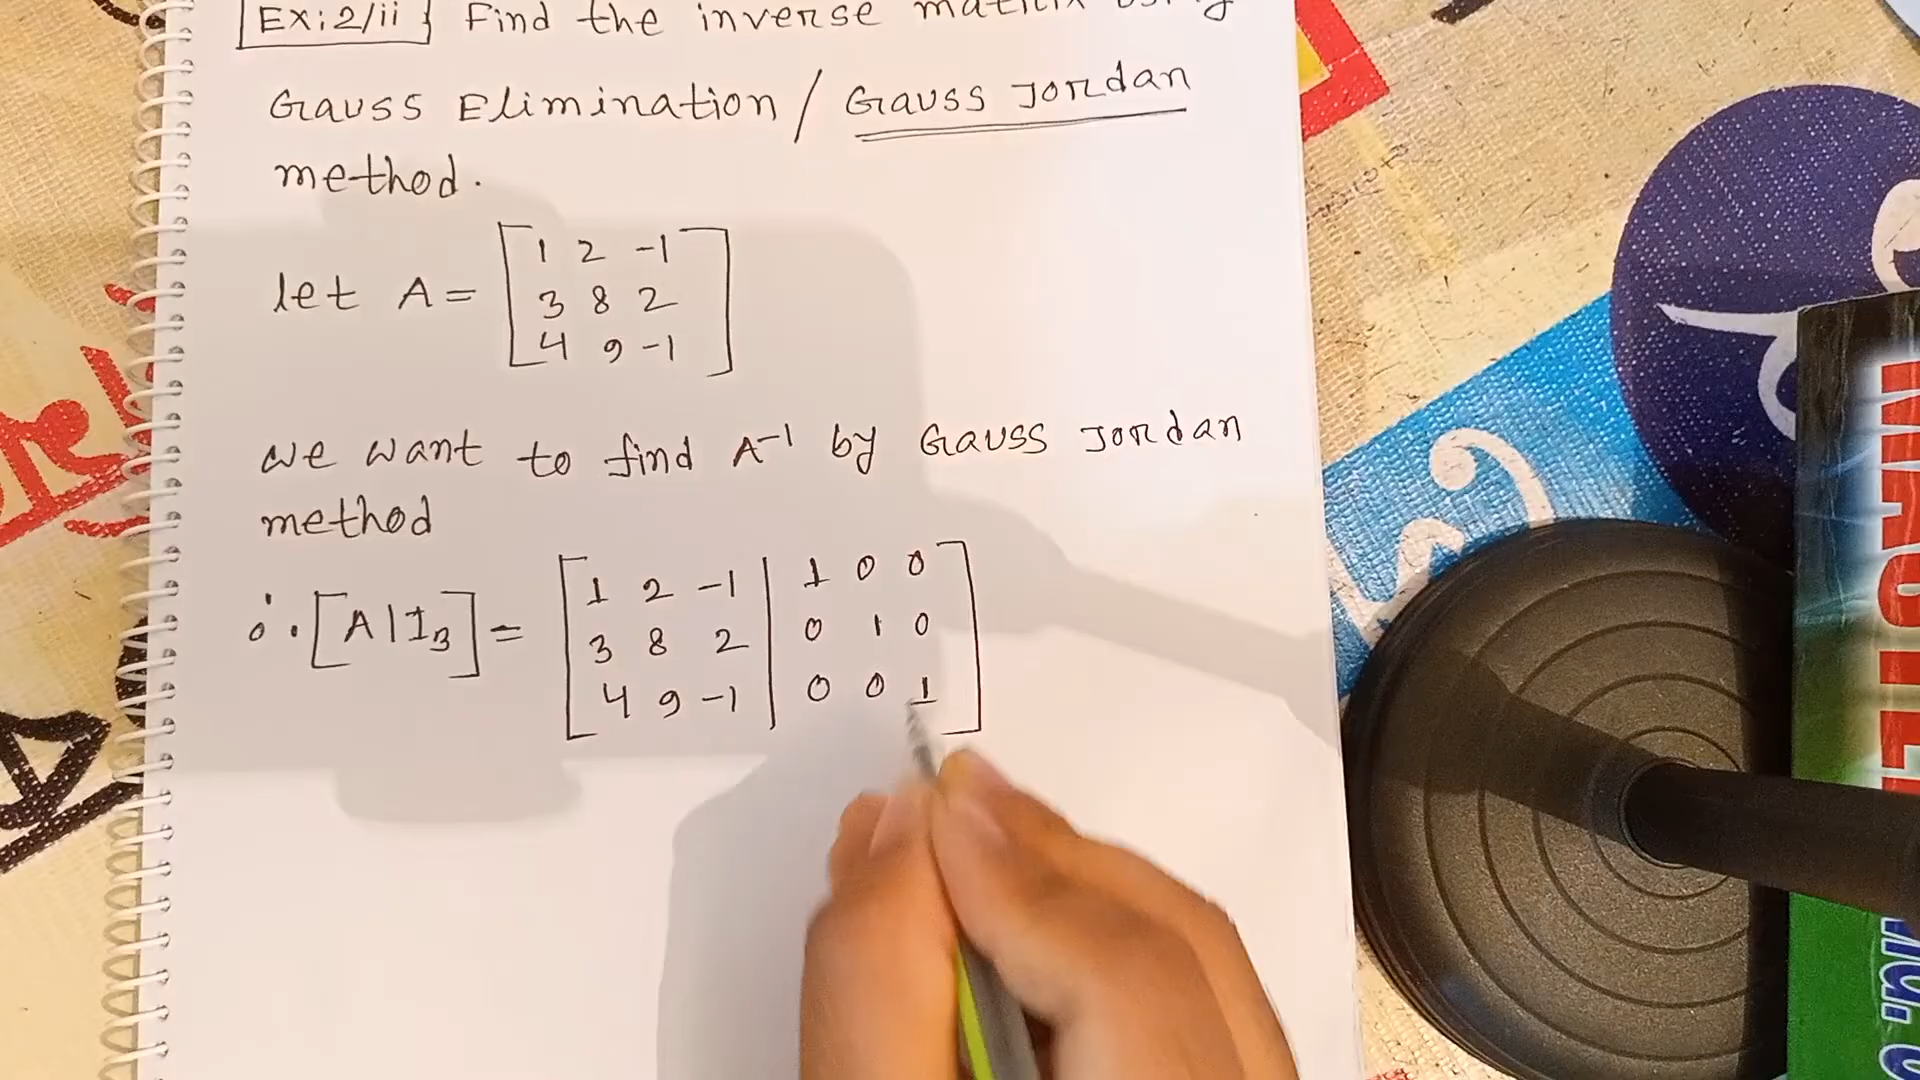 Ex: 2/ii} Find the inverse matrix using
Gauss Elimination / Gauss Jordan
method.
let A = [1 2 -1
3 8 2
4 9 -1]
we want to find A⁻¹ by Gauss Jordan
method
∴ [A | I₃] = [1 2 -1 | 1 0 0
3 8 2 | 0 1 0
4 9 -1 | 0 0 1]